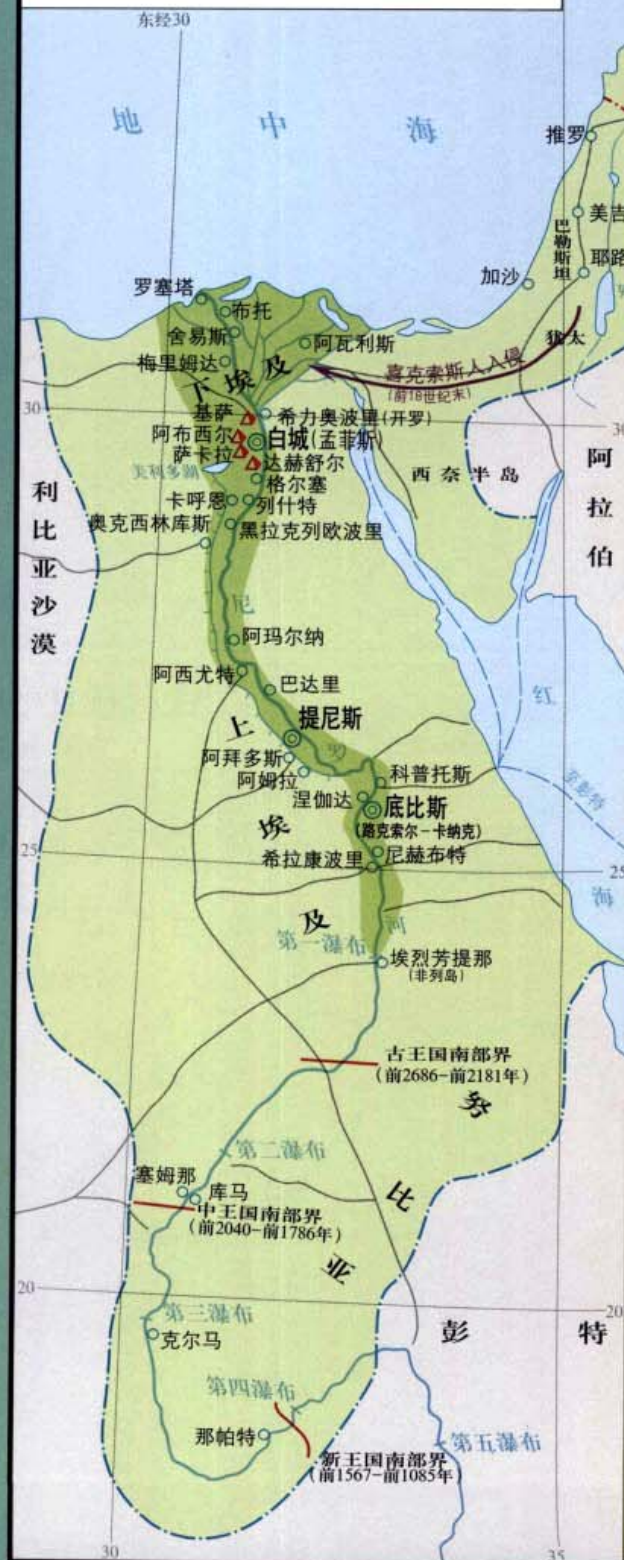 东经30
地中海
推罗
美吉
巴勒斯坦
耶路
加沙
罗塞塔
布托
舍易斯
阿瓦利斯
犹太
梅里姆达
下埃及
喜克索斯人入侵
(前18世纪末)
30
30
基萨
希力奥波里(开罗)
阿布西尔
白城(孟菲斯)
萨卡拉
达赫舒尔
美利多湖
西奈半岛
阿拉伯
格尔塞
卡呼恩
列什特
利比亚沙漠
奥克西林库斯
黑拉克列欧波里
尼
阿玛尔纳
阿西尤特
巴达里
红
提尼斯
上埃及
阿拜多斯
罗
阿姆拉
科普托斯
至彭特
涅伽达
底比斯
(路克索尔-卡纳克)
25
希拉康波里
尼赫布特
25
海
河
第一瀑布
埃烈芳提那
(非列岛)
古王国南部界
(前2686-前2181年)
努比亚
第二瀑布
塞姆那
库马
中王国南部界
(前2040-前1786年)
20
20
第三瀑布
克尔马
彭特
第四瀑布
那帕特
第五瀑布
新王国南部界
(前1567-前1085年)
30
35